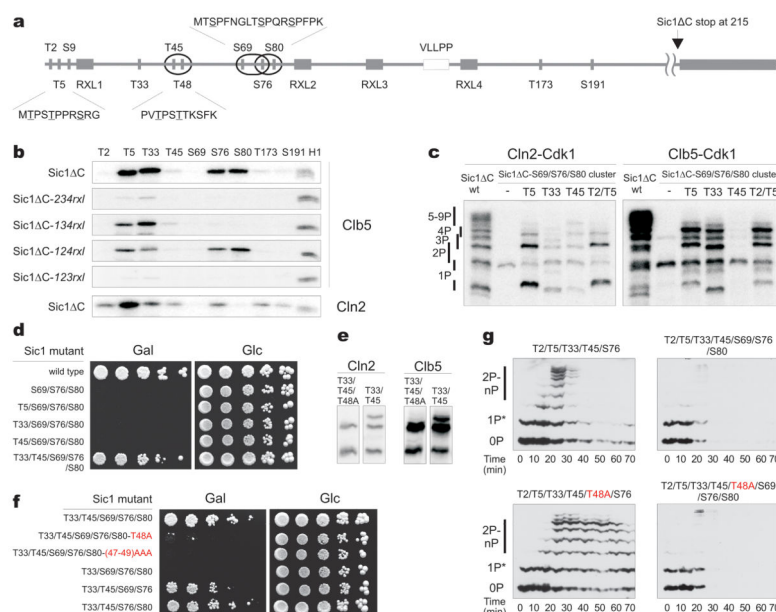 a
MTSPFNGLTSPQRSPFPK
Sic1ΔC stop at 215
T2 S9 T45 S69 S80 VLLPP
T5 RXL1 T33 T48 S76 RXL2 RXL3 RXL4 T173 S191
MTPSTPPRSRG PVTPSTTKSFK
b
T2 T5 T33 T45 S69 S76 S80 T173 S191 H1
Sic1ΔC
Sic1ΔC-234rxl
Sic1ΔC-134rxl
Sic1ΔC-124rxl
Sic1ΔC-123rxl
Clb5
Sic1ΔC
Cln2
c
Cln2-Cdk1 Clb5-Cdk1
Sic1ΔC wt Sic1ΔC-S69/S76/S80 cluster Sic1ΔC wt Sic1ΔC-S69/S76/S80 cluster
- T5 T33 T45 T2/T5 - T5 T33 T45 T2/T5
5-9P
4P
3P
2P
1P
d
Sic1 mutant Gal Glc
wild type
S69/S76/S80
T5/S69/S76/S80
T33/S69/S76/S80
T45/S69/S76/S80
T33/T45/S69/S76
/S80
e
Cln2 Clb5
T33/
T45/ T33/
T48A T45
T33/
T45/ T33/
T48A T45
f
Sic1 mutant Gal Glc
T33/T45/S69/S76/S80
T33/T45/S69/S76/S80-T48A
T33/T45/S69/S76/S80-(47-49)AAA
T33/S69/S76/S80
T33/T45/S69/S76
T33/T45/S76/S80
g
T2/T5/T33/T45/S76
2P-
nP
1P*
0P
Time
(min)
0 10 20 30 40 50 60 70
T2/T5/T33/T45/S69/S76
/S80
0 10 20 30 40 50 60 70
T2/T5/T33/T45/T48A/S76
2P-
nP
1P*
0P
Time
(min)
0 10 20 30 40 50 60 70
T2/T5/T33/T45/T48A/S69
/S76/S80
0 10 20 30 40 50 60 70